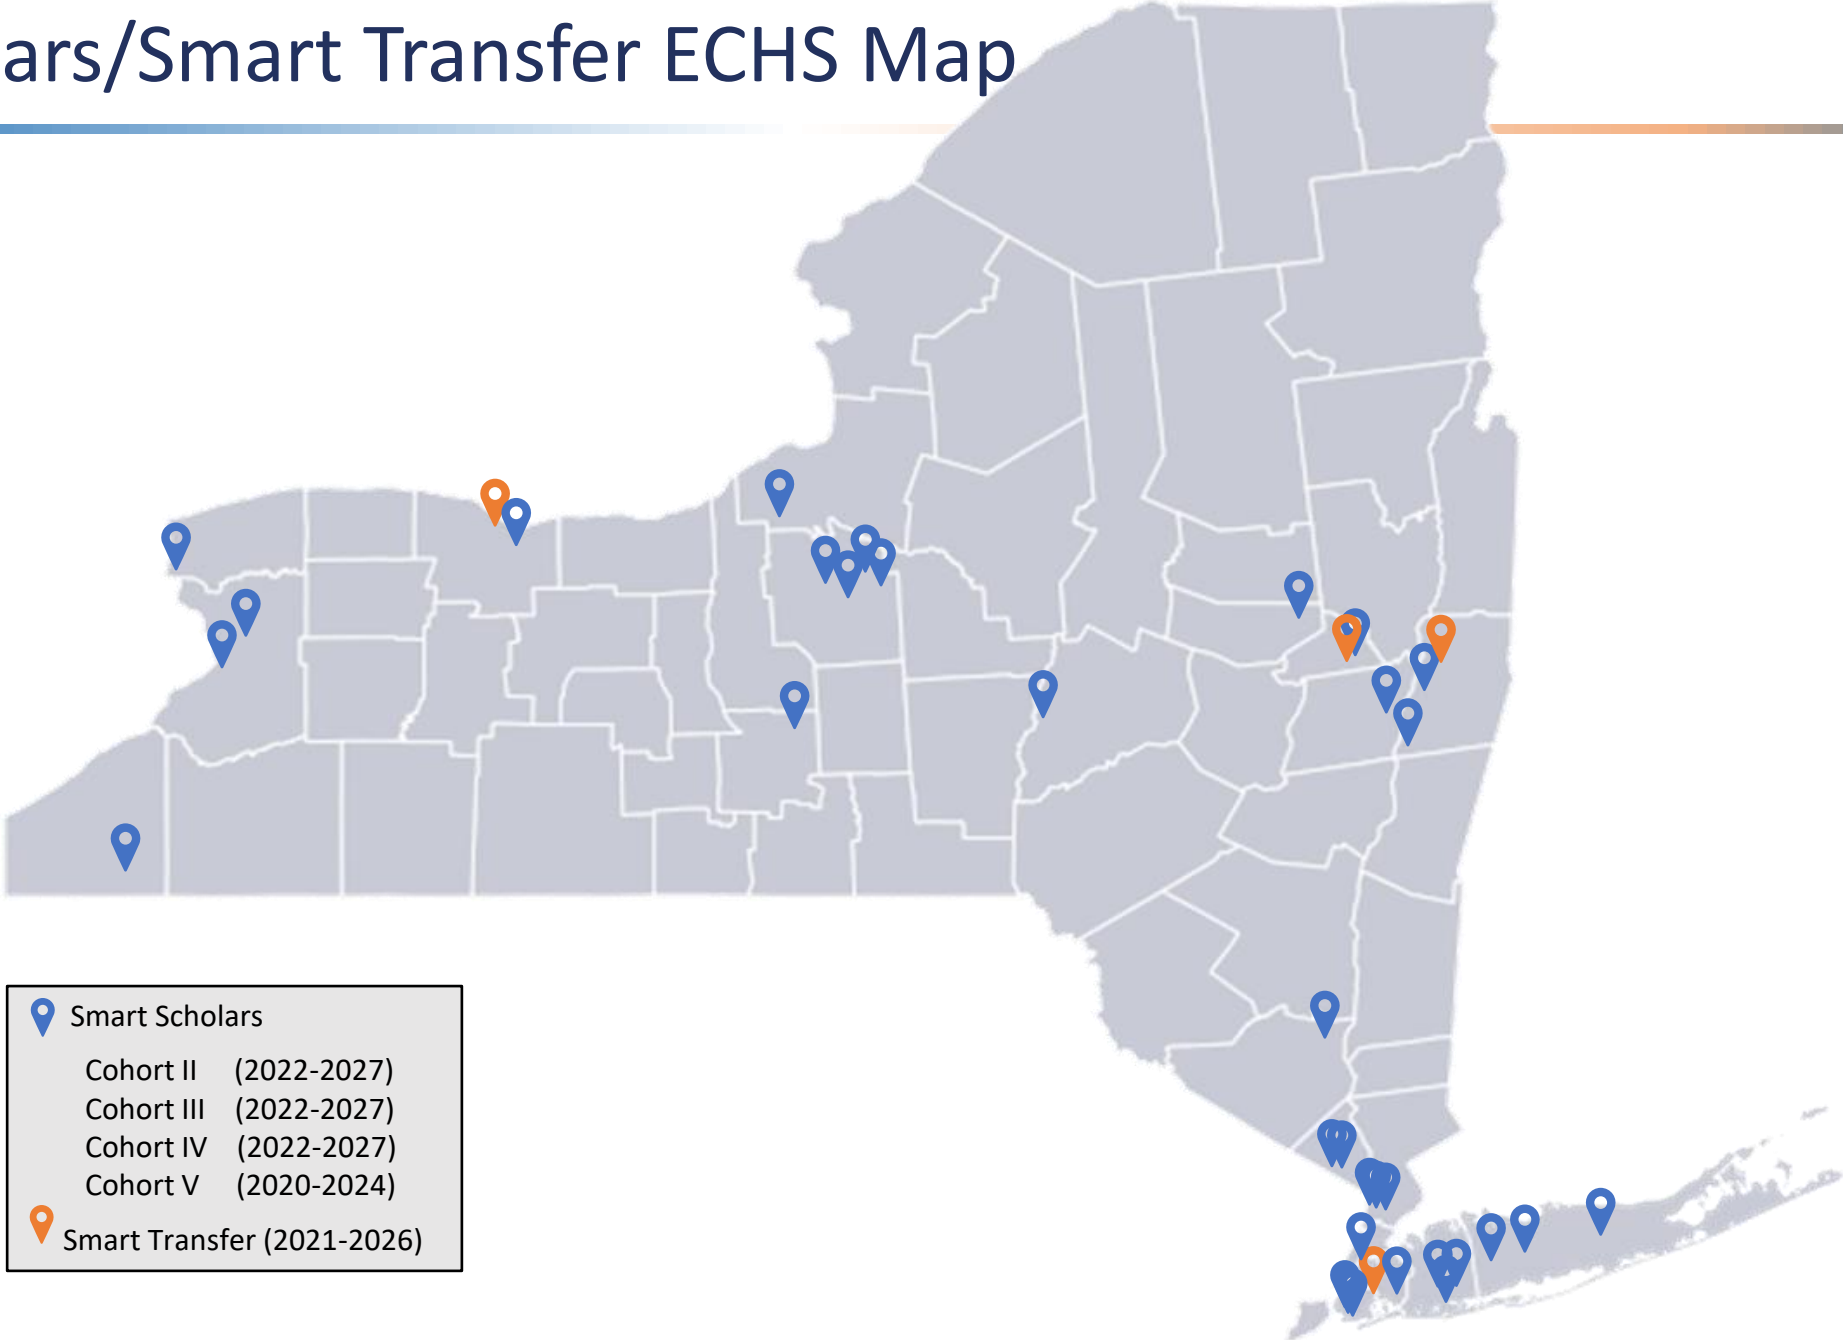 ars/Smart Transfer ECHS Map
Smart Scholars
Cohort II (2022-2027)
Cohort III (2022-2027)
Cohort IV (2022-2027)
Cohort V (2020-2024)
Smart Transfer (2021-2026)